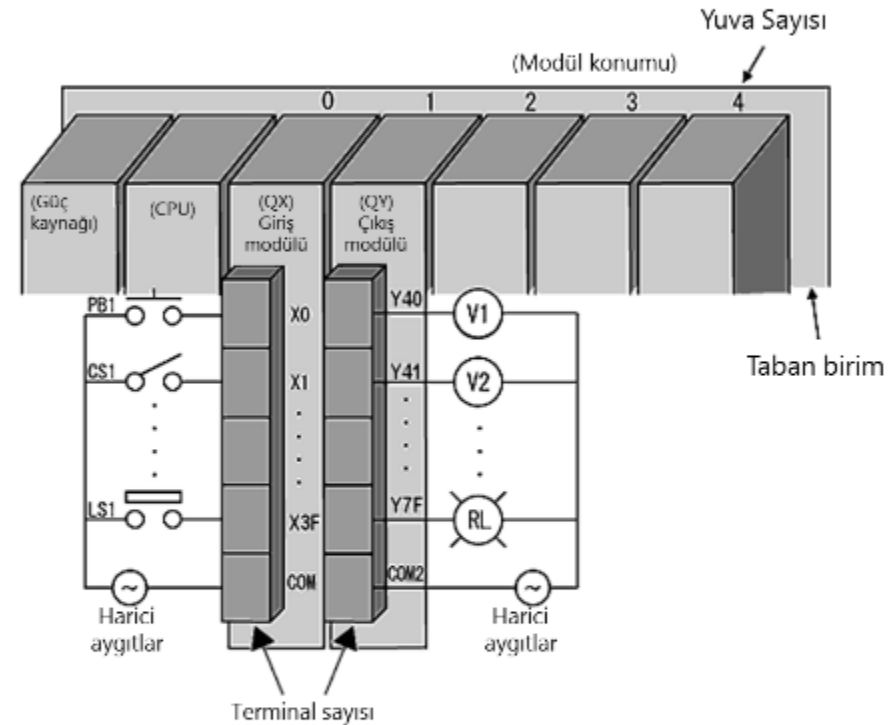 Yuva Sayısı
(Modül konumu)
0 1 2 3 4
(Güç
kaynağı)
(CPU)
(QX)
Giriş
modülü
(QY)
Çıkış
modülü
PB1
X0
Y40
V1
Taban birim
CS1
X1
Y41
V2
LS1
X3F
Y7F
RL
COM
COM2
Harici
aygıtlar
Harici
aygıtlar
Terminal sayısı